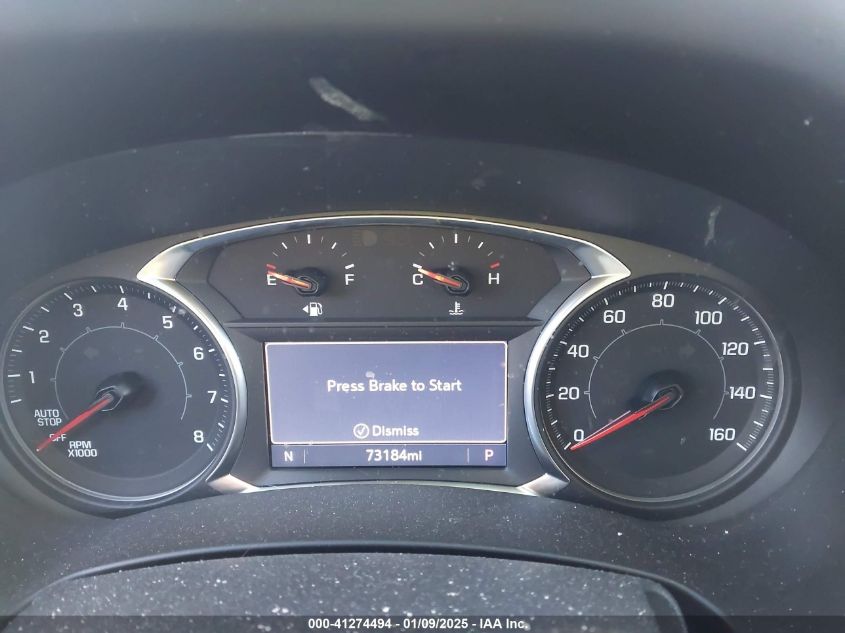 E F C H
1 2 3 4 5 6 7 8
AUTO
STOP
OFF
RPM
X1000
Press Brake to Start
Dismiss
N 73184mi P
0 20 40 60 80 100 120 140 160
000-41274494 - 01/09/2025 - IAA Inc.